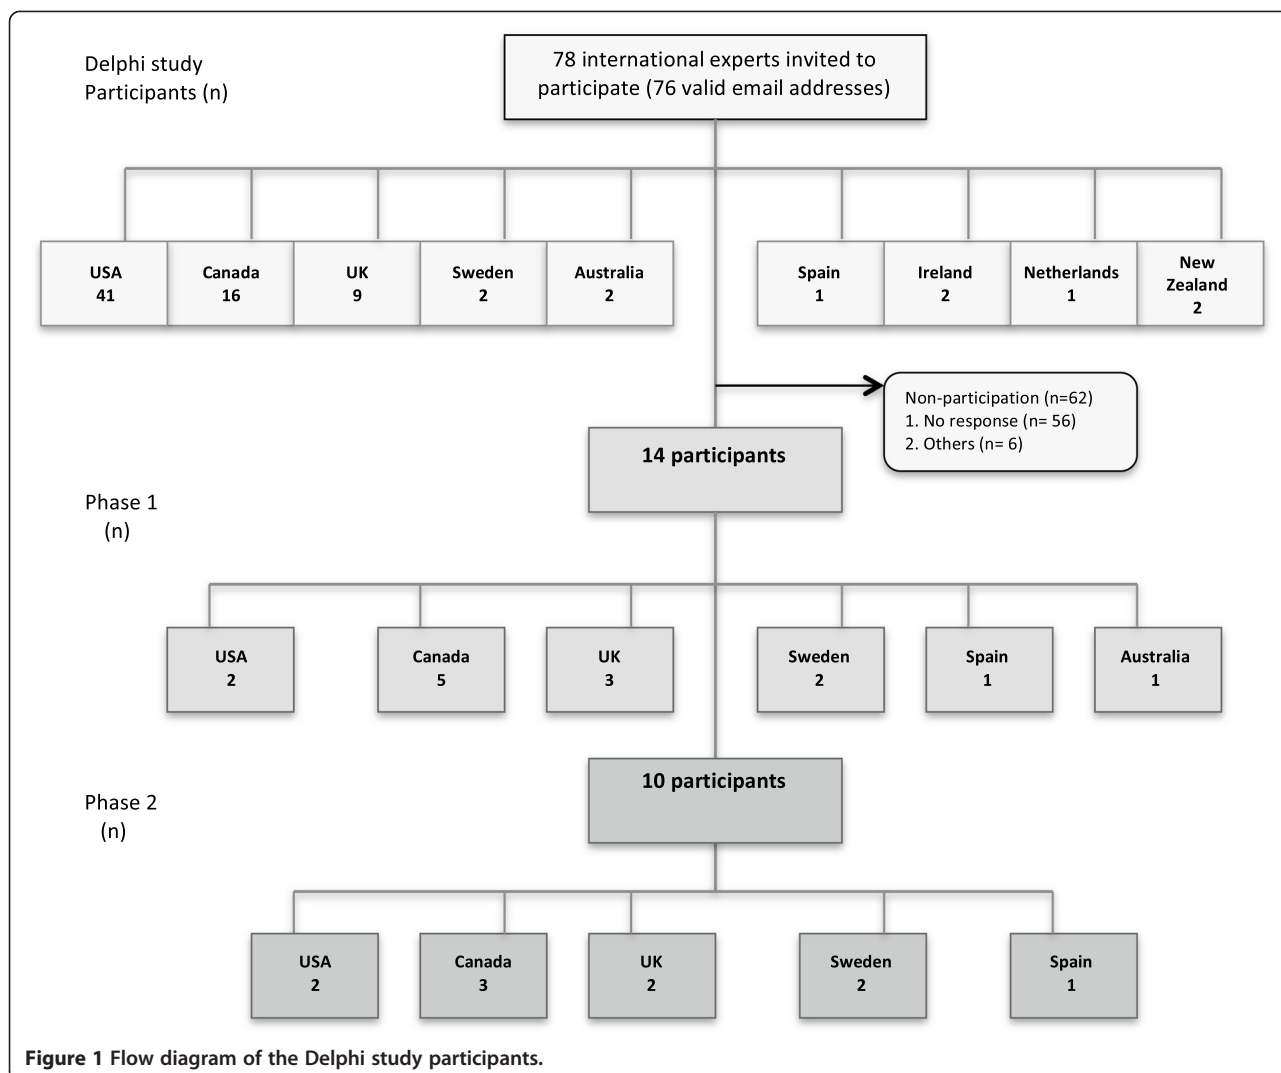 Delphi study
Participants (n)
78 international experts invited to
participate (76 valid email addresses)
USA
41
Canada
16
UK
9
Sweden
2
Australia
2
Spain
1
Ireland
2
Netherlands
1
New
Zealand
2
Non-participation (n=62)
1. No response (n= 56)
2. Others (n= 6)
14 participants
Phase 1
(n)
USA
2
Canada
5
UK
3
Sweden
2
Spain
1
Australia
1
10 participants
Phase 2
(n)
USA
2
Canada
3
UK
2
Sweden
2
Spain
1
Figure 1 Flow diagram of the Delphi study participants.